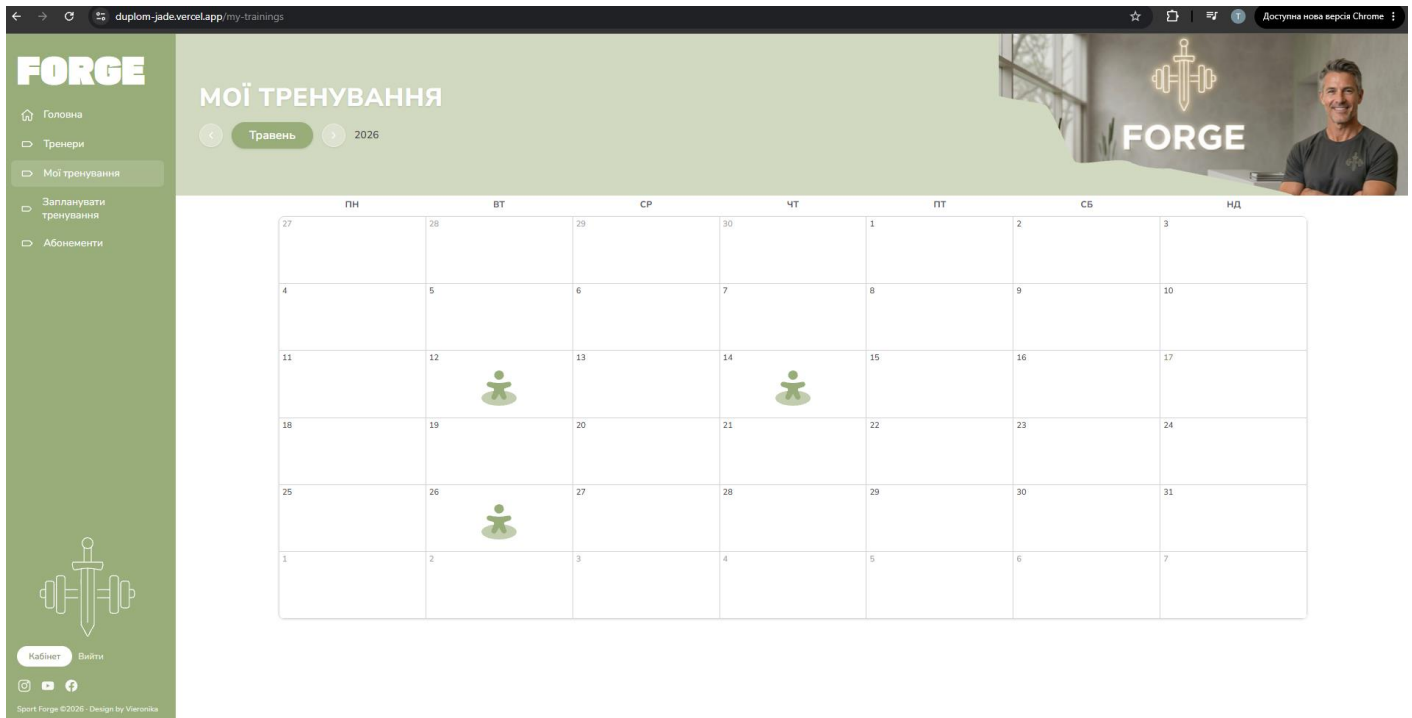 duplom-jade.vercel.app/my-trainings
Доступна нова версія Chrome
FORGE
Головна
Тренери
Мої тренування
Запланувати
тренування
Абонементи
Кабінет Вийти
Sport Forge ©2026 - Design by Vieronika
МОЇ ТРЕНУВАННЯ
< Травень > 2026
FORGE
ПН ВТ СР ЧТ ПТ СБ НД
27 28 29 30 1 2 3
4 5 6 7 8 9 10
11 12 13 14 15 16 17
18 19 20 21 22 23 24
25 26 27 28 29 30 31
1 2 3 4 5 6 7
T